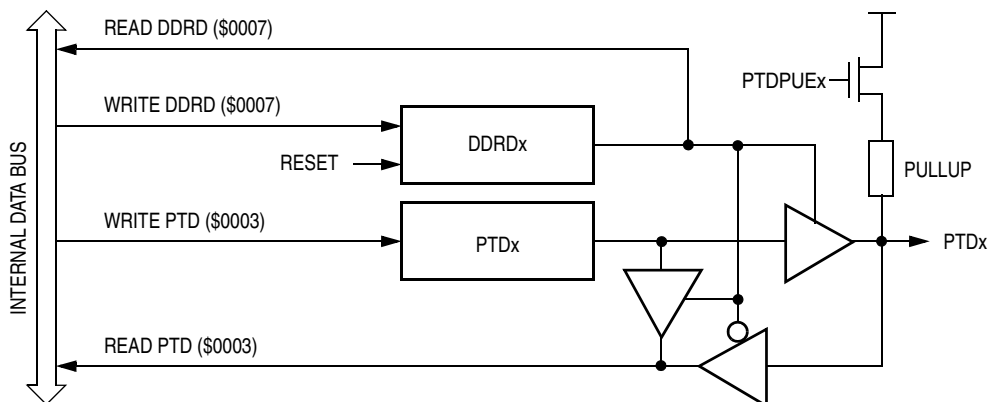 READ DDRD ($0007)
PTDPUEx
WRITE DDRD ($0007)
DDRDx
RESET
PULLUP
INTERNAL DATA BUS
WRITE PTD ($0003)
PTDx
PTDx
READ PTD ($0003)